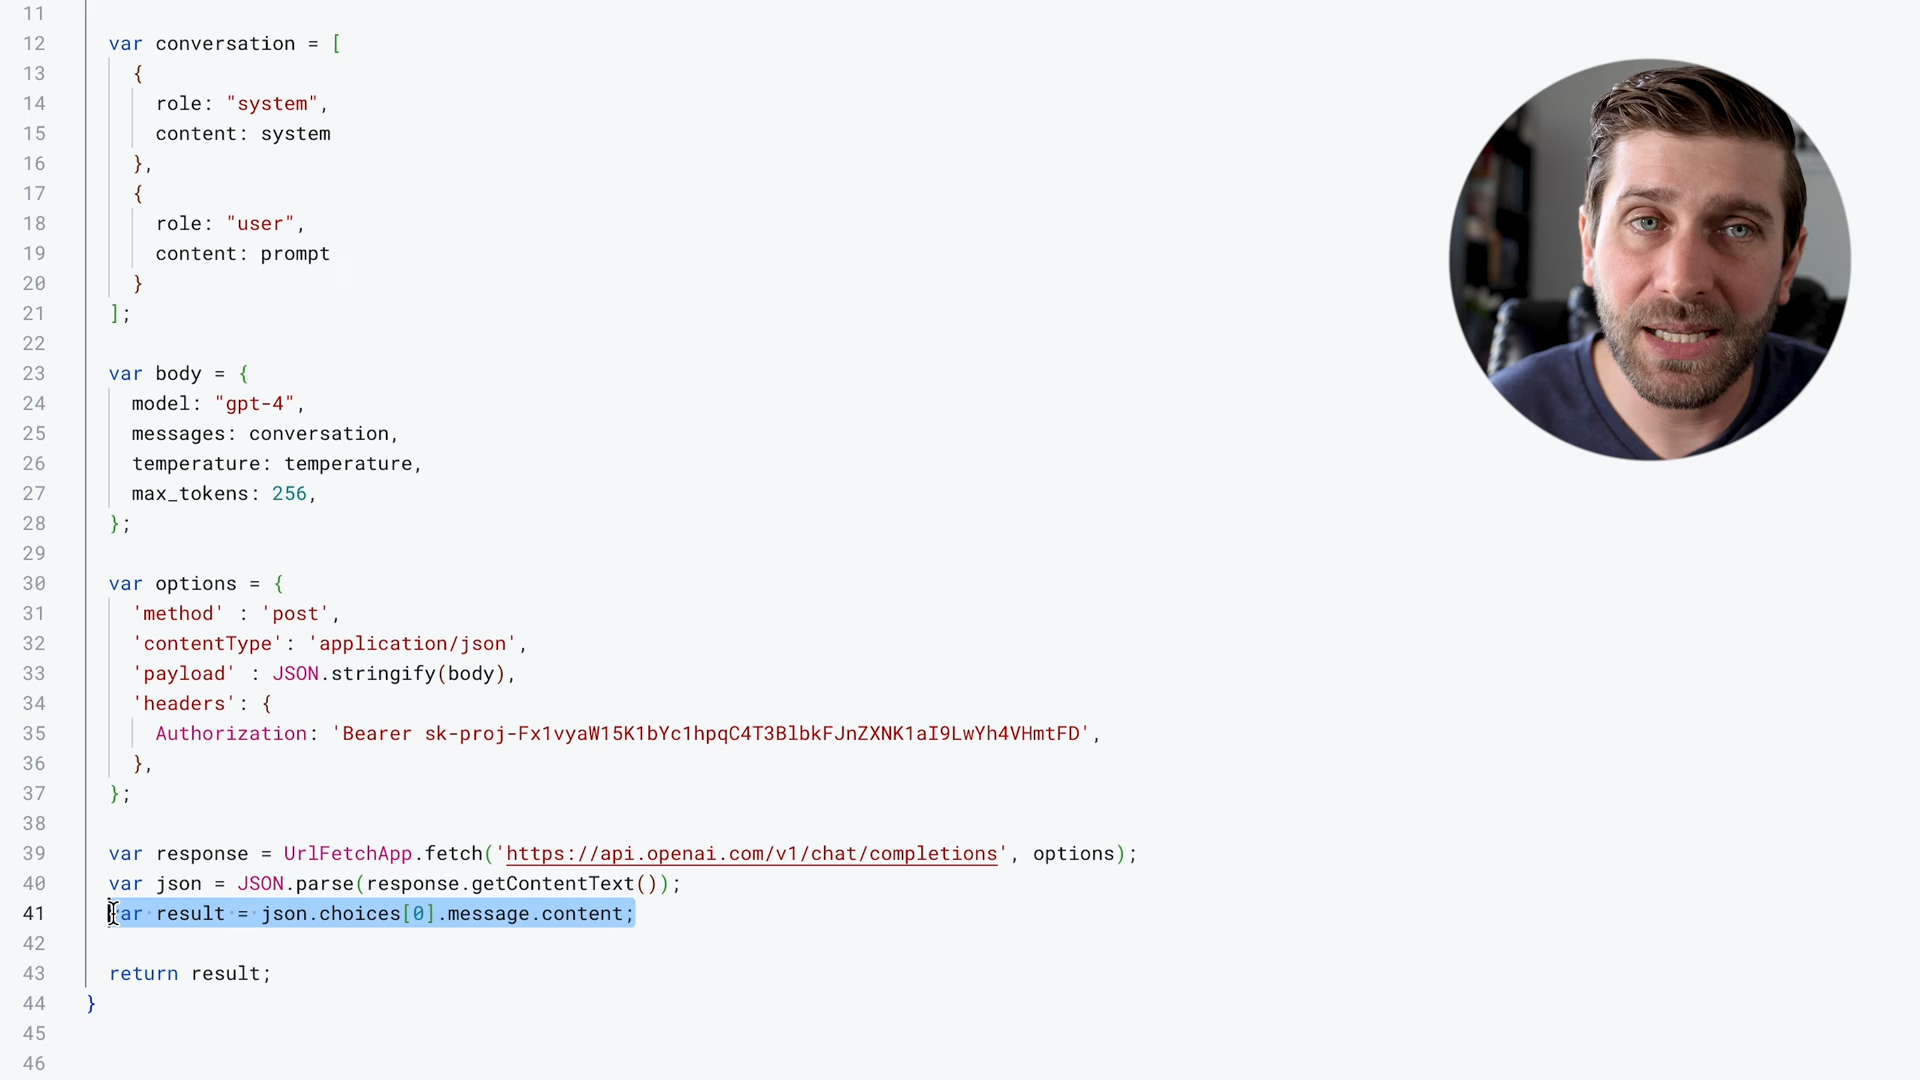 11
12 var conversation = [
13 {
14 role: "system",
15 content: system
16 },
17 {
18 role: "user",
19 content: prompt
20 }
21 ];
22
23 var body = {
24 model: "gpt-4",
25 messages: conversation,
26 temperature: temperature,
27 max_tokens: 256,
28 };
29
30 var options = {
31 'method' : 'post',
32 'contentType': 'application/json',
33 'payload' : JSON.stringify(body),
34 'headers': {
35 Authorization: 'Bearer sk-proj-Fx1vyaW15K1bYc1hpqC4T3BlbkFJnZXNK1aI9LwYh4VHmtFD',
36 },
37 };
38
39 var response = UrlFetchApp.fetch('https://api.openai.com/v1/chat/completions', options);
40 var json = JSON.parse(response.getContentText());
41 var result = json.choices[0].message.content;
42
43 return result;
44 }
45
46